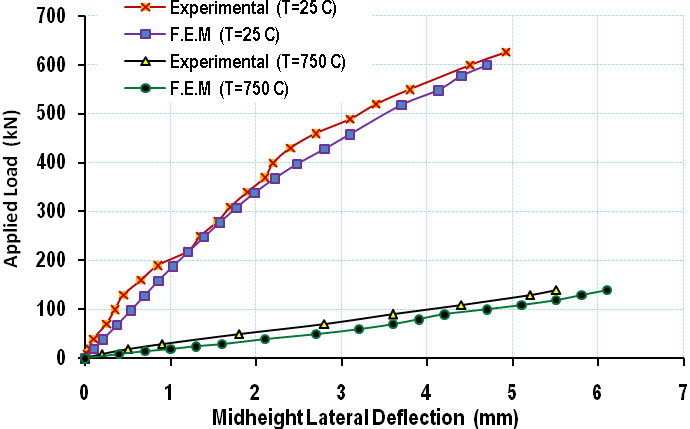 Experimental (T=25 C)
F.E.M (T=25 C)
Experimental (T=750 C)
F.E.M (T=750 C)
Applied Load (kN)
700
600
500
400
300
200
100
0
0 1 2 3 4 5 6 7
Midheight Lateral Deflection (mm)